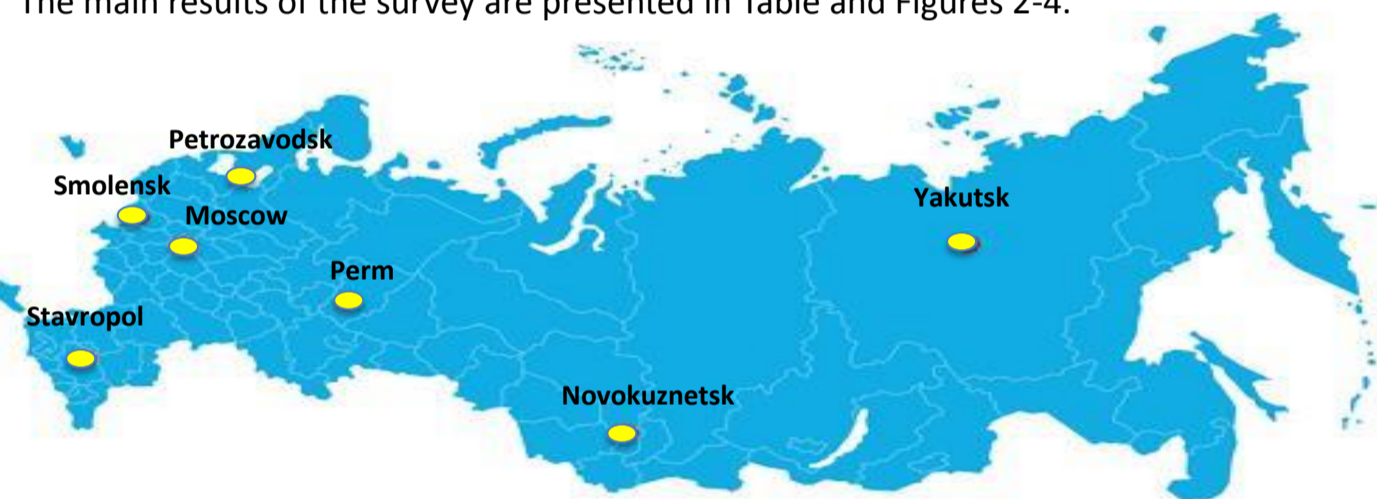 The main results of the survey are presented in Table and Figures 2-4.
Petrozavodsk
Smolensk
Moscow
Yakutsk
Perm
Stavropol
Novokuznetsk